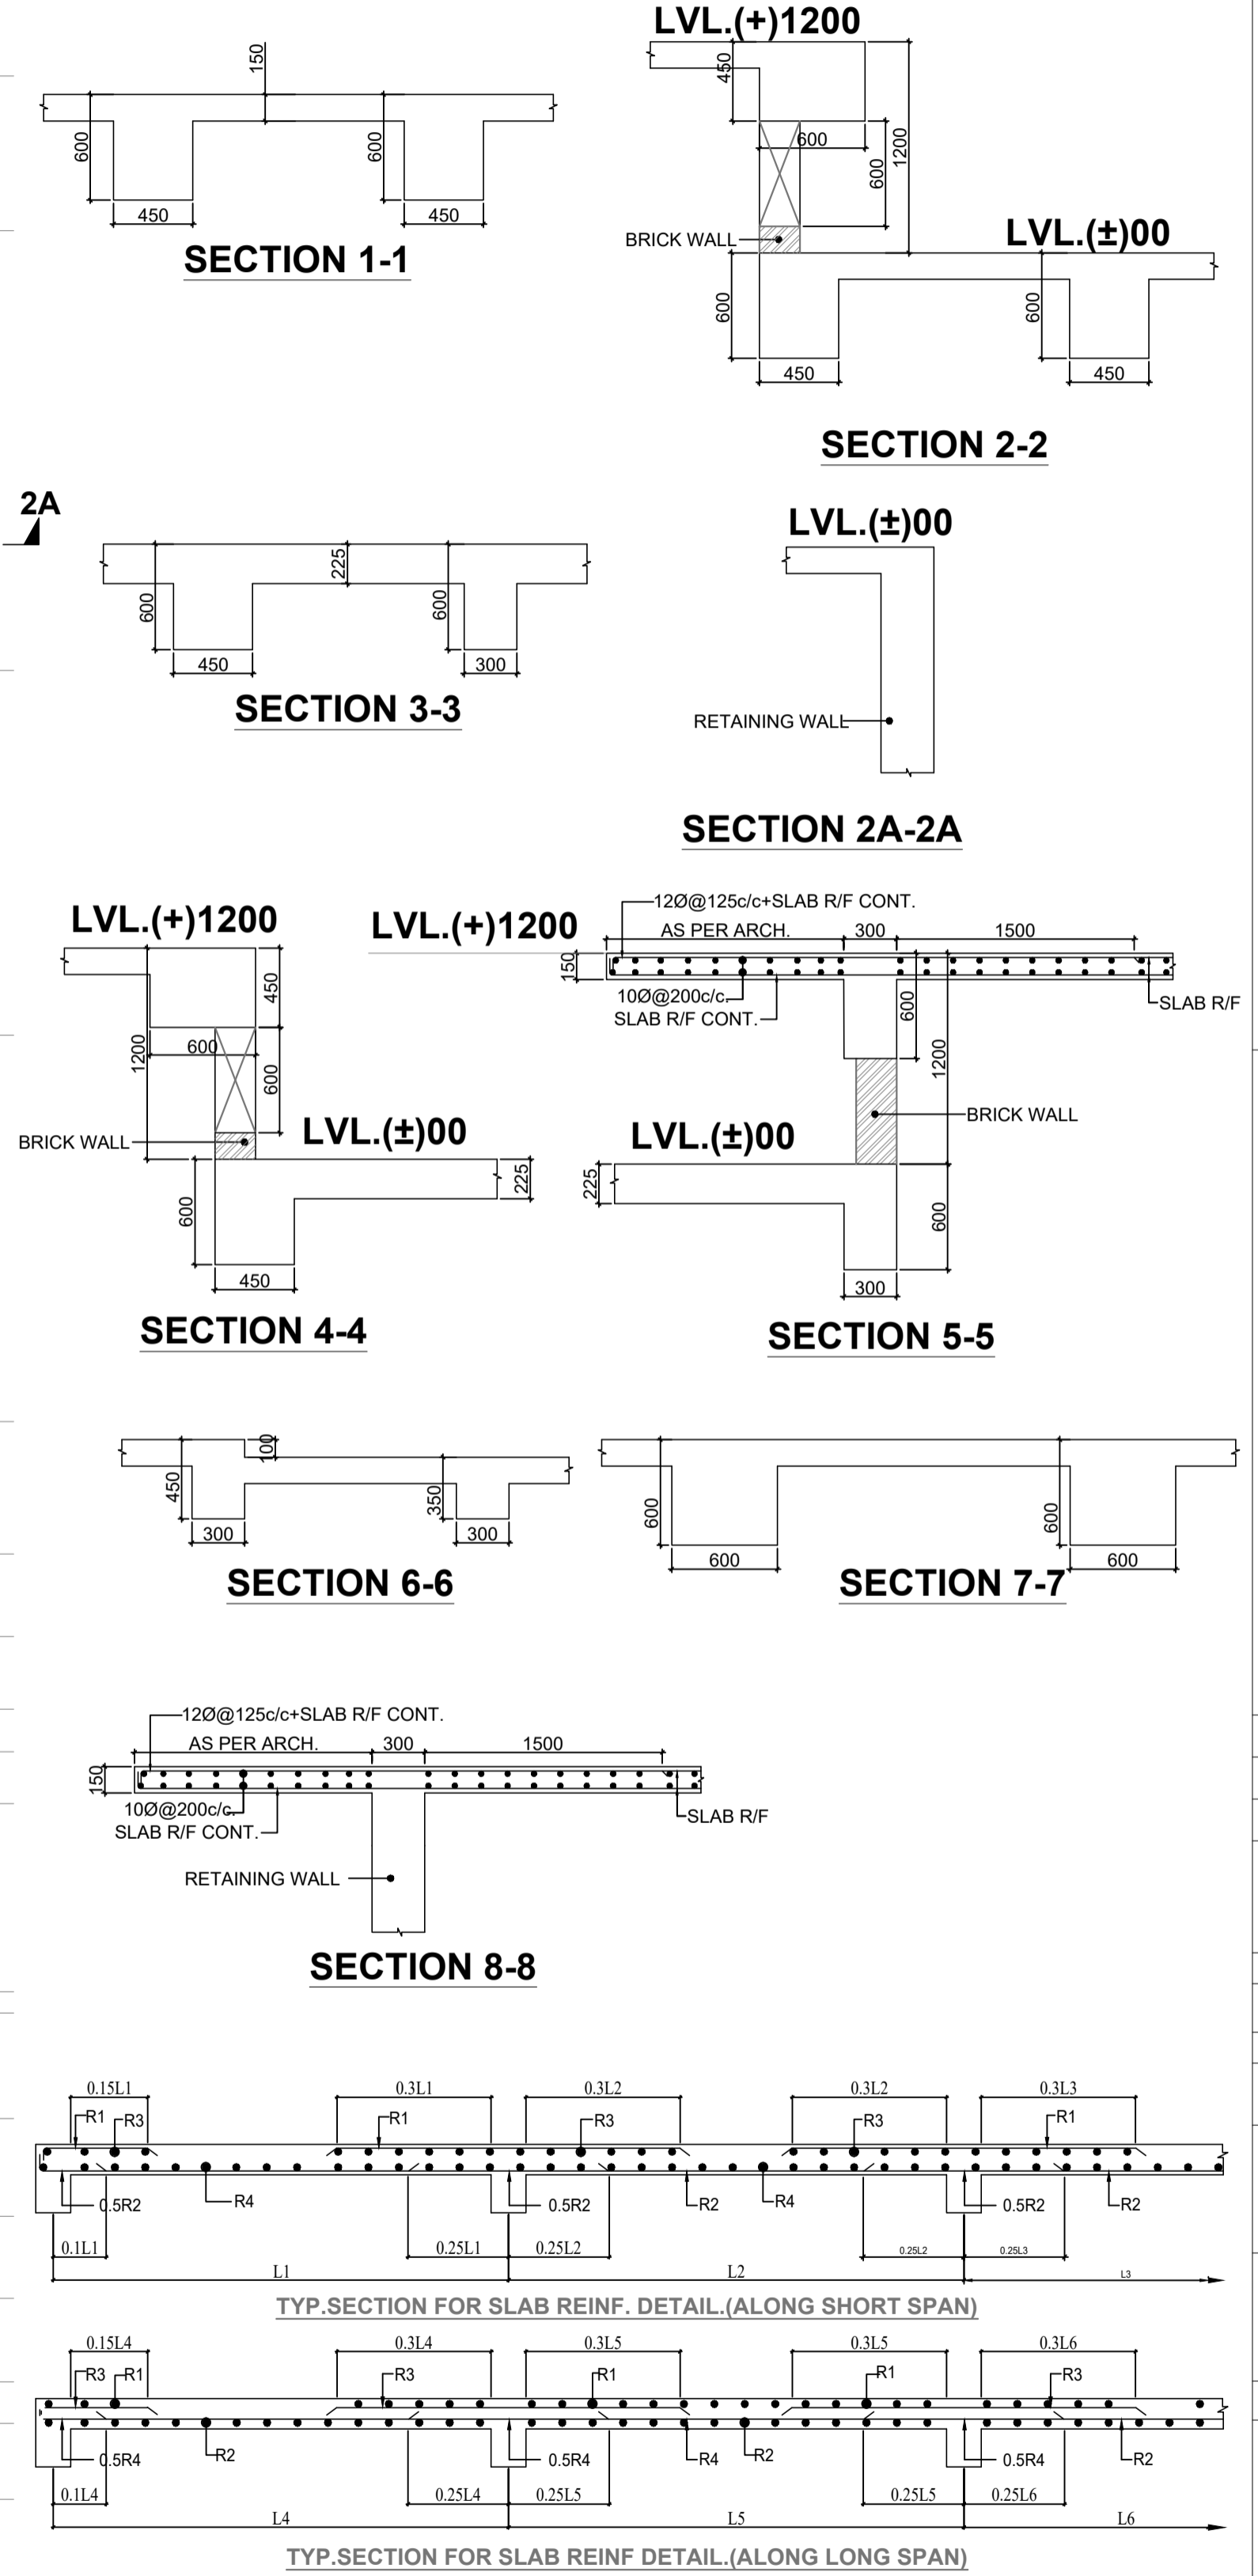 150
600
600
450
450
SECTION 1-1
LVL.(+)1200
450
600
600
1200
BRICK WALL
LVL.(±)00
600
600
450
450
SECTION 2-2
2A
225
600
600
450
300
SECTION 3-3
LVL.(±)00
RETAINING WALL
SECTION 2A-2A
LVL.(+)1200
450
1200
600
600
BRICK WALL
LVL.(±)00
225
600
450
SECTION 4-4
LVL.(+)1200
12Ø@125c/c+SLAB R/F CONT.
AS PER ARCH.
300
1500
150
10Ø@200c/c.
SLAB R/F CONT.
SLAB R/F
600
1200
BRICK WALL
LVL.(±)00
225
600
300
SECTION 5-5
100
450
350
300
300
SECTION 6-6
600
600
600
600
SECTION 7-7
12Ø@125c/c+SLAB R/F CONT.
AS PER ARCH.
300
1500
150
10Ø@200c/c.
SLAB R/F CONT.
SLAB R/F
RETAINING WALL
SECTION 8-8
0.15L1
0.3L1
0.3L2
0.3L2
0.3L3
R1
R3
R1
R3
R3
R1
0.5R2
R4
0.5R2
R2
R4
0.5R2
R2
0.1L1
0.25L1
0.25L2
0.25L2
0.25L3
L1
L2
L3
TYP.SECTION FOR SLAB REINF. DETAIL.(ALONG SHORT SPAN)
0.15L4
0.3L4
0.3L5
0.3L5
0.3L6
R3
R1
R3
R1
R1
R3
0.5R4
R2
0.5R4
R4
R2
0.5R4
R2
0.1L4
0.25L4
0.25L5
0.25L5
0.25L6
L4
L5
L6
TYP.SECTION FOR SLAB REINF DETAIL.(ALONG LONG SPAN)